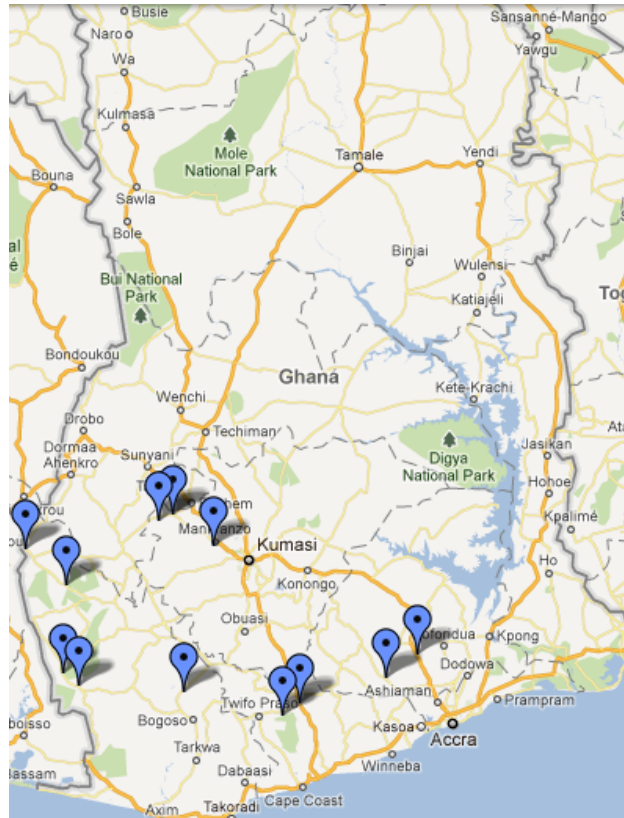 Busie
Sansanné-Mango
Naro
Yawgu
Wa
Kulmasa
Mole
National Park
Tamale
Yendi
Bouna
Sawla
Bole
Binjai
Wulensi
Bui National
Park
Katiajeli
Tog
Bondoukou
Ghana
Kete-Krachi
Wenchi
Drobo
Techiman
Dormaa
Ahenkro
Sunyani
Digya
National Park
Jasikan
Hohoe
Kpalimé
Kumasi
Konongo
Ho
Obuasi
Kpong
Dodowa
Ashiaman
Prampram
Twifo Praso
Bogoso
Kasoa
Accra
Tarkwa
Winneba
Dabaasi
Cape Coast
Axim
Takoradi